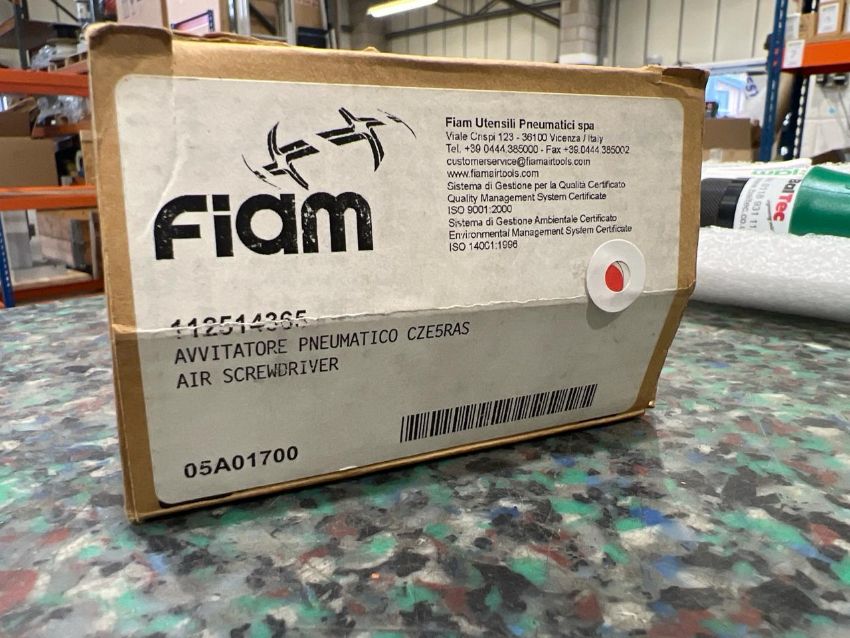 Fiam
Fiam Utensili Pneumatici spa
Viale Crispi 123 - 36100 Vicenza / Italy
Tel. +39 0444.385000 - Fax +39.0444.385002
customerservice@fiamairtools.com
www.fiamairtools.com
Sistema di Gestione per la Qualità Certificato
Quality Management System Certificate
ISO 9001:2000
Sistema di Gestione Ambientale Certificato
Environmental Management System Certificate
ISO 14001:1996
112514365
AVVITATORE PNEUMATICO CZE5RAS
AIR SCREWDRIVER
05A01700